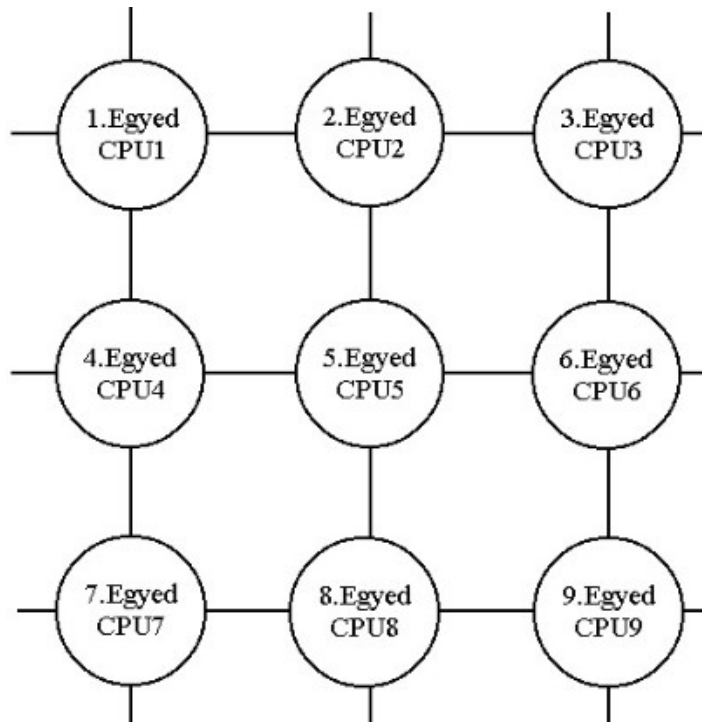 1.Egyed
CPU1
2.Egyed
CPU2
3.Egyed
CPU3
4.Egyed
CPU4
5.Egyed
CPU5
6.Egyed
CPU6
7.Egyed
CPU7
8.Egyed
CPU8
9.Egyed
CPU9